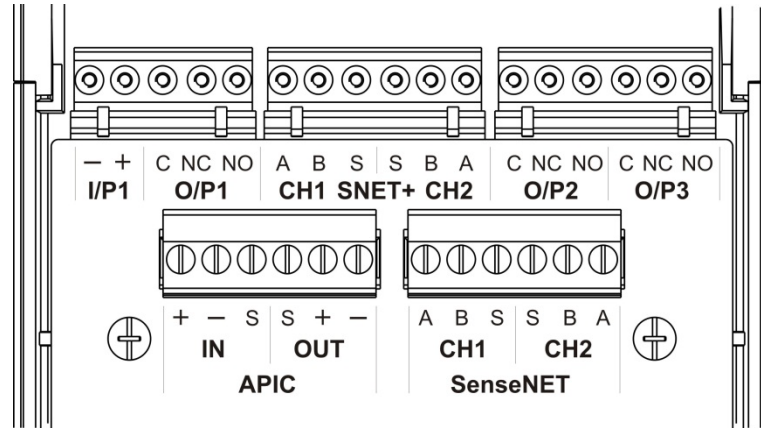 – + C NC NO A B S S B A C NC NO C NC NO
I/P1 O/P1 CH1 SNET+ CH2 O/P2 O/P3
+ – S S + – A B S S B A
IN OUT CH1 CH2
APIC SenseNET